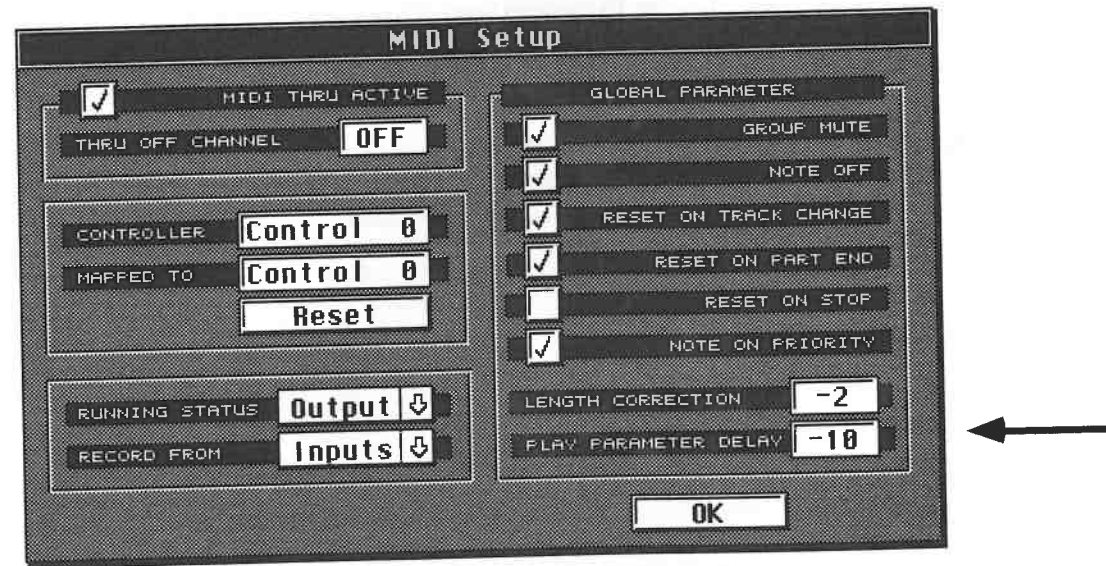 MIDI Setup
MIDI THRU ACTIVE
THRU OFF CHANNEL OFF
CONTROLLER Control 0
MAPPED TO Control 0
Reset
RUNNING STATUS Output
RECORD FROM Inputs
GLOBAL PARAMETER
GROUP MUTE
NOTE OFF
RESET ON TRACK CHANGE
RESET ON PART END
RESET ON STOP
NOTE ON PRIORITY
LENGTH CORRECTION -2
PLAY PARAMETER DELAY -10
OK